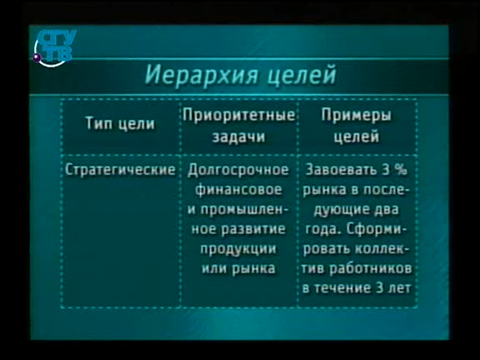 СГУ
ТВ
Иерархия целей
Тип цели
Приоритетные
задачи
Примеры
целей
Стратегические
Долгосрочное
финансовое
и промышлен-
ное развитие
продукции
или рынка
Завоевать 3 %
рынка в после-
дующие два
года. Сформи-
ровать коллек-
тив работников
в течение 3 лет